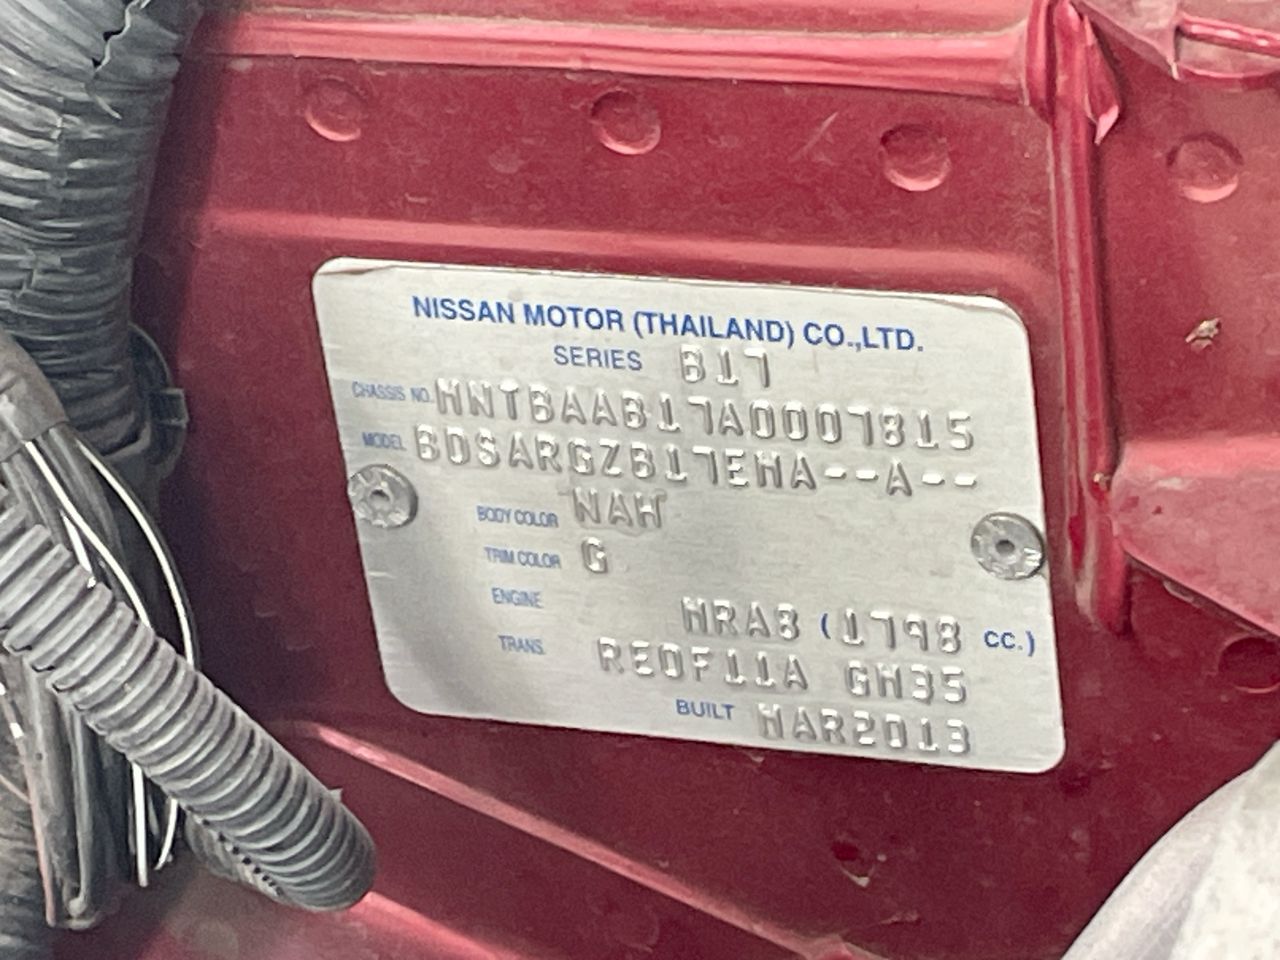 NISSAN MOTOR (THAILAND) CO.,LTD.
SERIES B17
CHASSIS NO. MNTBAAB17A0007815
MODEL BDSARGZB17EHA--A--
BODY COLOR NAH
TRIM COLOR G
ENGINE MRA8 (1798 CC.)
TRANS. RE0F11A GH35
BUILT MAR2013